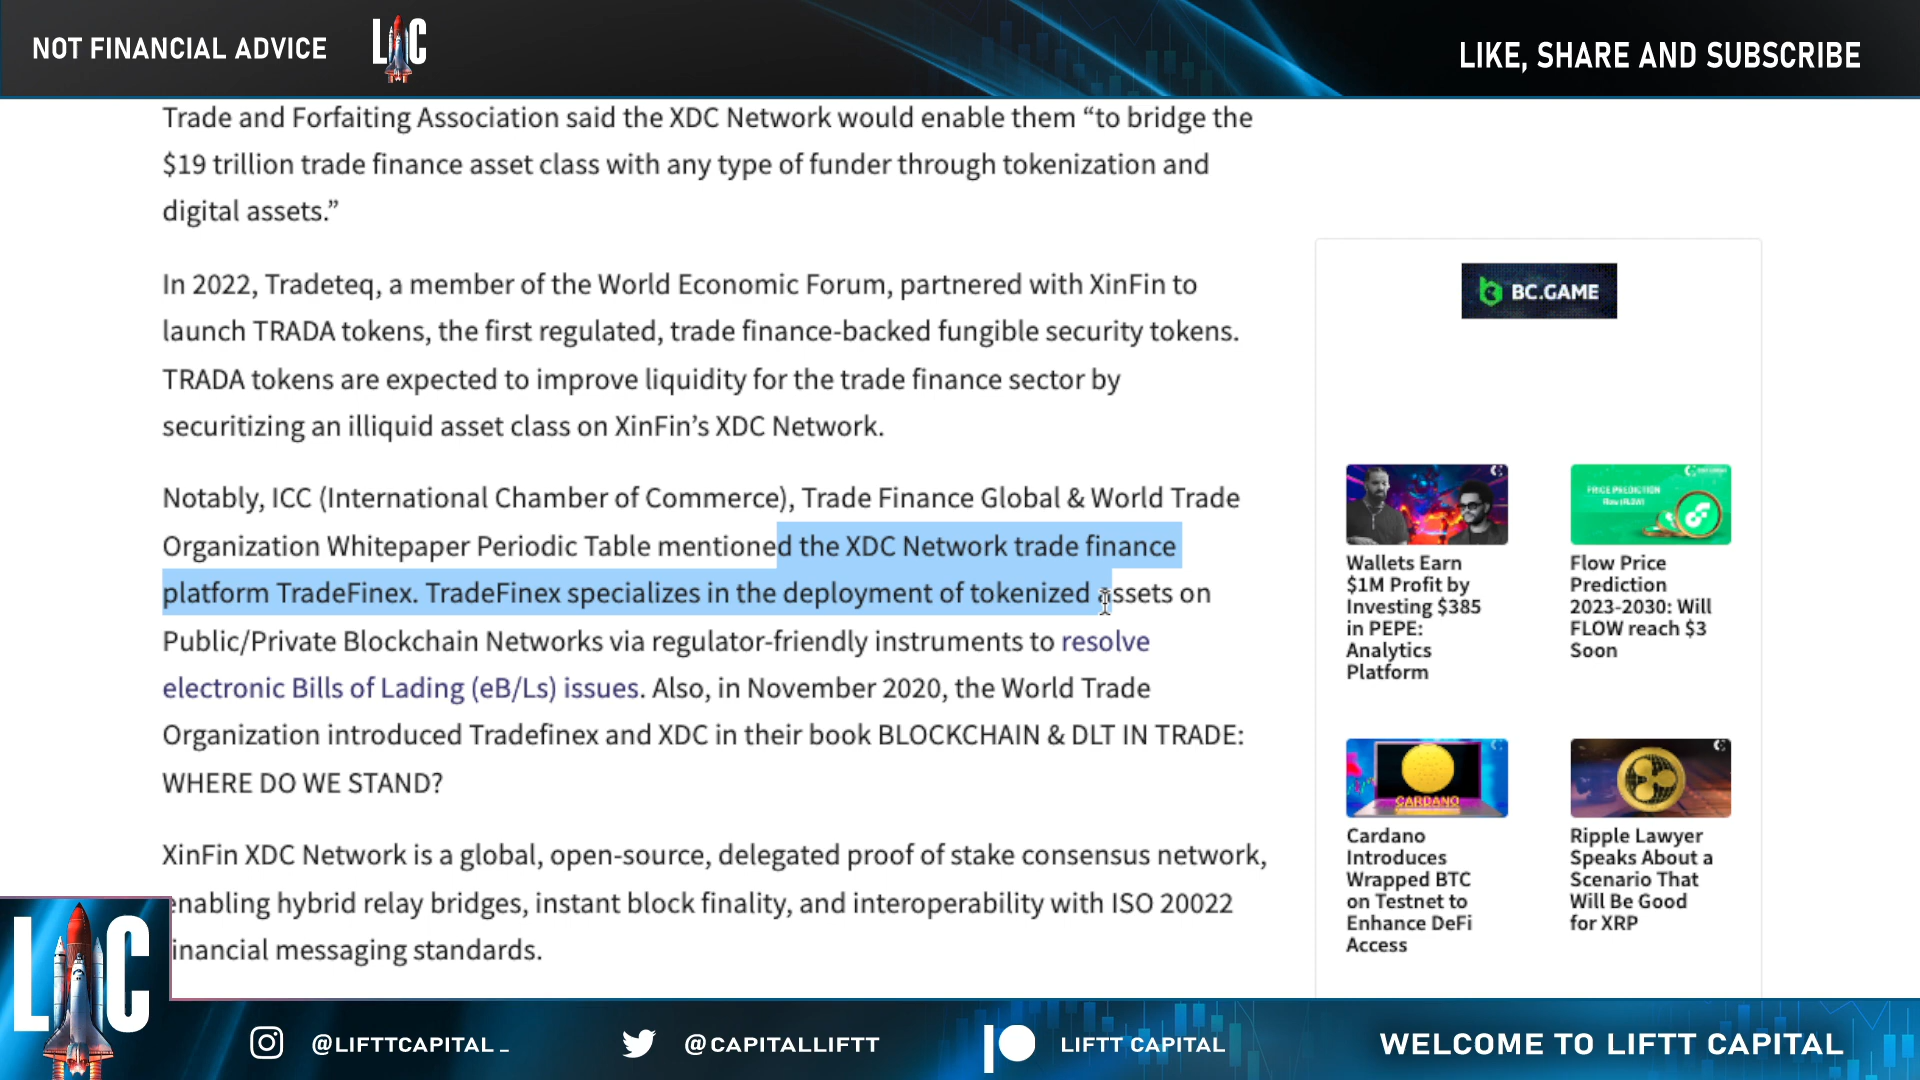 NOT FINANCIAL ADVICE
LC
LIKE, SHARE AND SUBSCRIBE
Trade and Forfaiting Association said the XDC Network would enable them “to bridge the
$19 trillion trade finance asset class with any type of funder through tokenization and
digital assets.”
In 2022, Tradeteq, a member of the World Economic Forum, partnered with XinFin to
launch TRADA tokens, the first regulated, trade finance-backed fungible security tokens.
TRADA tokens are expected to improve liquidity for the trade finance sector by
securitizing an illiquid asset class on XinFin’s XDC Network.
Notably, ICC (International Chamber of Commerce), Trade Finance Global & World Trade
Organization Whitepaper Periodic Table mentioned the XDC Network trade finance
platform TradeFinex. TradeFinex specializes in the deployment of tokenized assets on
Public/Private Blockchain Networks via regulator-friendly instruments to resolve
electronic Bills of Lading (eB/Ls) issues. Also, in November 2020, the World Trade
Organization introduced Tradefinex and XDC in their book BLOCKCHAIN & DLT IN TRADE:
WHERE DO WE STAND?
XinFin XDC Network is a global, open-source, delegated proof of stake consensus network,
enabling hybrid relay bridges, instant block finality, and interoperability with ISO 20022
financial messaging standards.
BC.GAME
Wallets Earn
$1M Profit by
Investing $385
in PEPE:
Analytics
Platform
PRICE PREDICTION
Flow (FLOW)
Flow Price
Prediction
2023-2030: Will
FLOW reach $3
Soon
CARDANO
Cardano
Introduces
Wrapped BTC
on Testnet to
Enhance DeFi
Access
Ripple Lawyer
Speaks About a
Scenario That
Will Be Good
for XRP
LC
@LIFTTCAPITAL_
@CAPITALLIFTT
LIFTT CAPITAL
WELCOME TO LIFTT CAPITAL